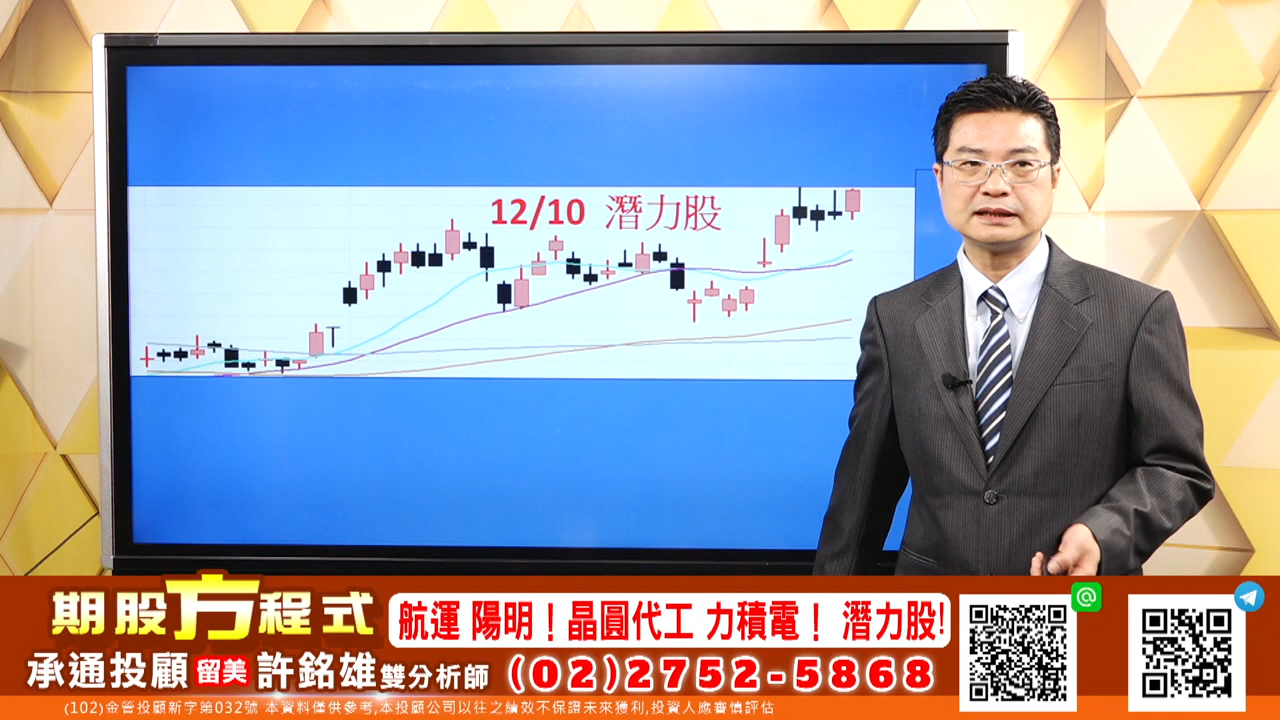 12/10 潛力股
期股方程式
航運 陽明！晶圓代工 力積電！ 潛力股!
承通投顧 留美 許銘雄 雙分析師 (02)2752-5868
(102)金管投顧新字第032號 本資料僅供參考,本投顧公司以往之績效不保證未來獲利,投資人應審慎評估